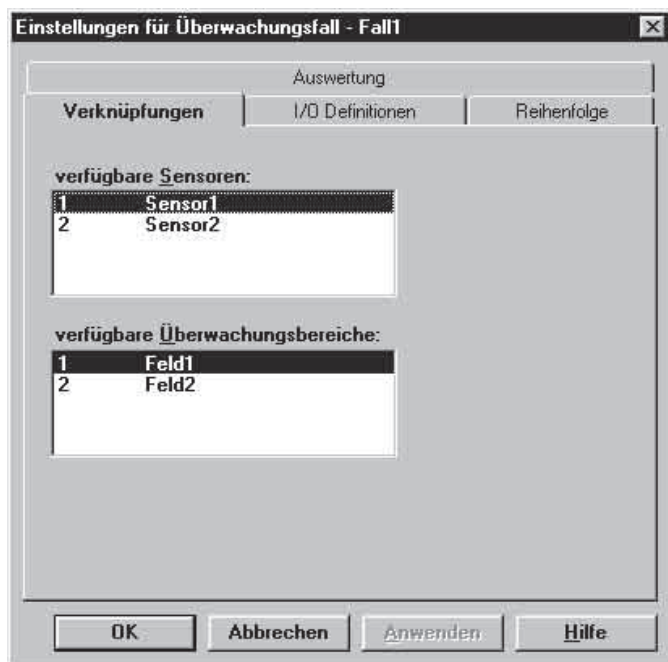 Einstellungen für Überwachungsfall - Fall1
Auswertung
Verknüpfungen I/O Definitionen Reihenfolge
verfügbare Sensoren:
1 Sensor1
2 Sensor2
verfügbare Überwachungsbereiche:
1 Feld1
2 Feld2
OK Abbrechen Anwenden Hilfe